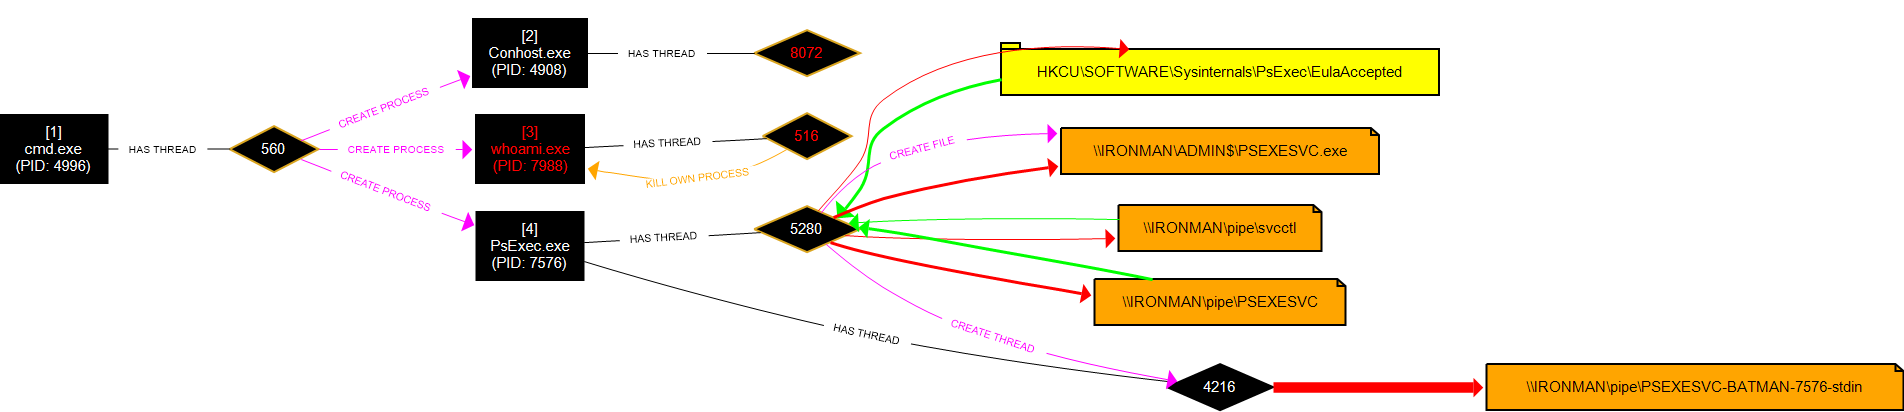 [1]
cmd.exe
(PID: 4996)
HAS THREAD
560
CREATE PROCESS
CREATE PROCESS
CREATE PROCESS
[2]
Conhost.exe
(PID: 4908)
HAS THREAD
8072
[3]
whoami.exe
(PID: 7988)
HAS THREAD
516
KILL OWN PROCESS
[4]
PsExec.exe
(PID: 7576)
HAS THREAD
5280
HAS THREAD
HKCU\SOFTWARE\Sysinternals\PsExec\EulaAccepted
CREATE FILE
\\IRONMAN\ADMIN$\PSEXESVC.exe
\\IRONMAN\pipe\svcctl
\\IRONMAN\pipe\PSEXESVC
CREATE THREAD
4216
\\IRONMAN\pipe\PSEXESVC-BATMAN-7576-stdin